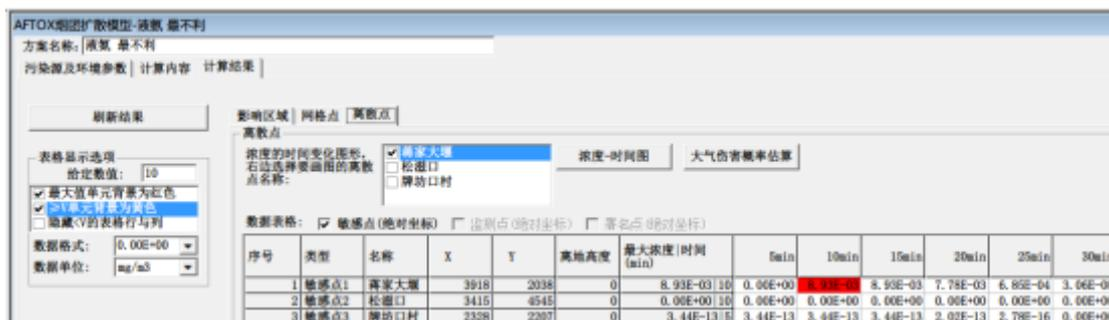 AFTOX烟团扩散模型-液氨 最不利
方案名称: 液氨 最不利
污染源及环境参数 计算内容 计算结果
刷新结果
影响区域 网格点 离散点
离散点
浓度的时间变化图形,
右边选择要画图的离散
点名称:
蒋家大堰
松滋口
牌坊口村
浓度-时间图
大气伤害概率估算
表格显示选项
给定数值: 10
最大值单元背景为红色
≥V单元背景为黄色
隐藏<V的表格行与列
数据格式: 0.00E+00
数据单位: mg/m3
数据表格: 敏感点(绝对坐标) 监测点(绝对坐标) 署名点(绝对坐标)
序号 类型 名称 X Y 离地高度 最大浓度|时间(min) 5min 10min 15min 20min 25min 30min
1 敏感点1 蒋家大堰 3918 2038 0 8.93E-03|10 0.00E+00 8.93E-03 8.93E-03 7.78E-03 6.85E-04 3.06E-08
2 敏感点2 松滋口 3415 4545 0 0.00E+00|10 0.00E+00 0.00E+00 0.00E+00 0.00E+00 0.00E+00 0.00E+00
3 敏感点3 牌坊口村 2328 2207 0 3.44E-13|5 3.44E-13 3.44E-13 3.44E-13 2.02E-13 2.78E-16 0.00E+00